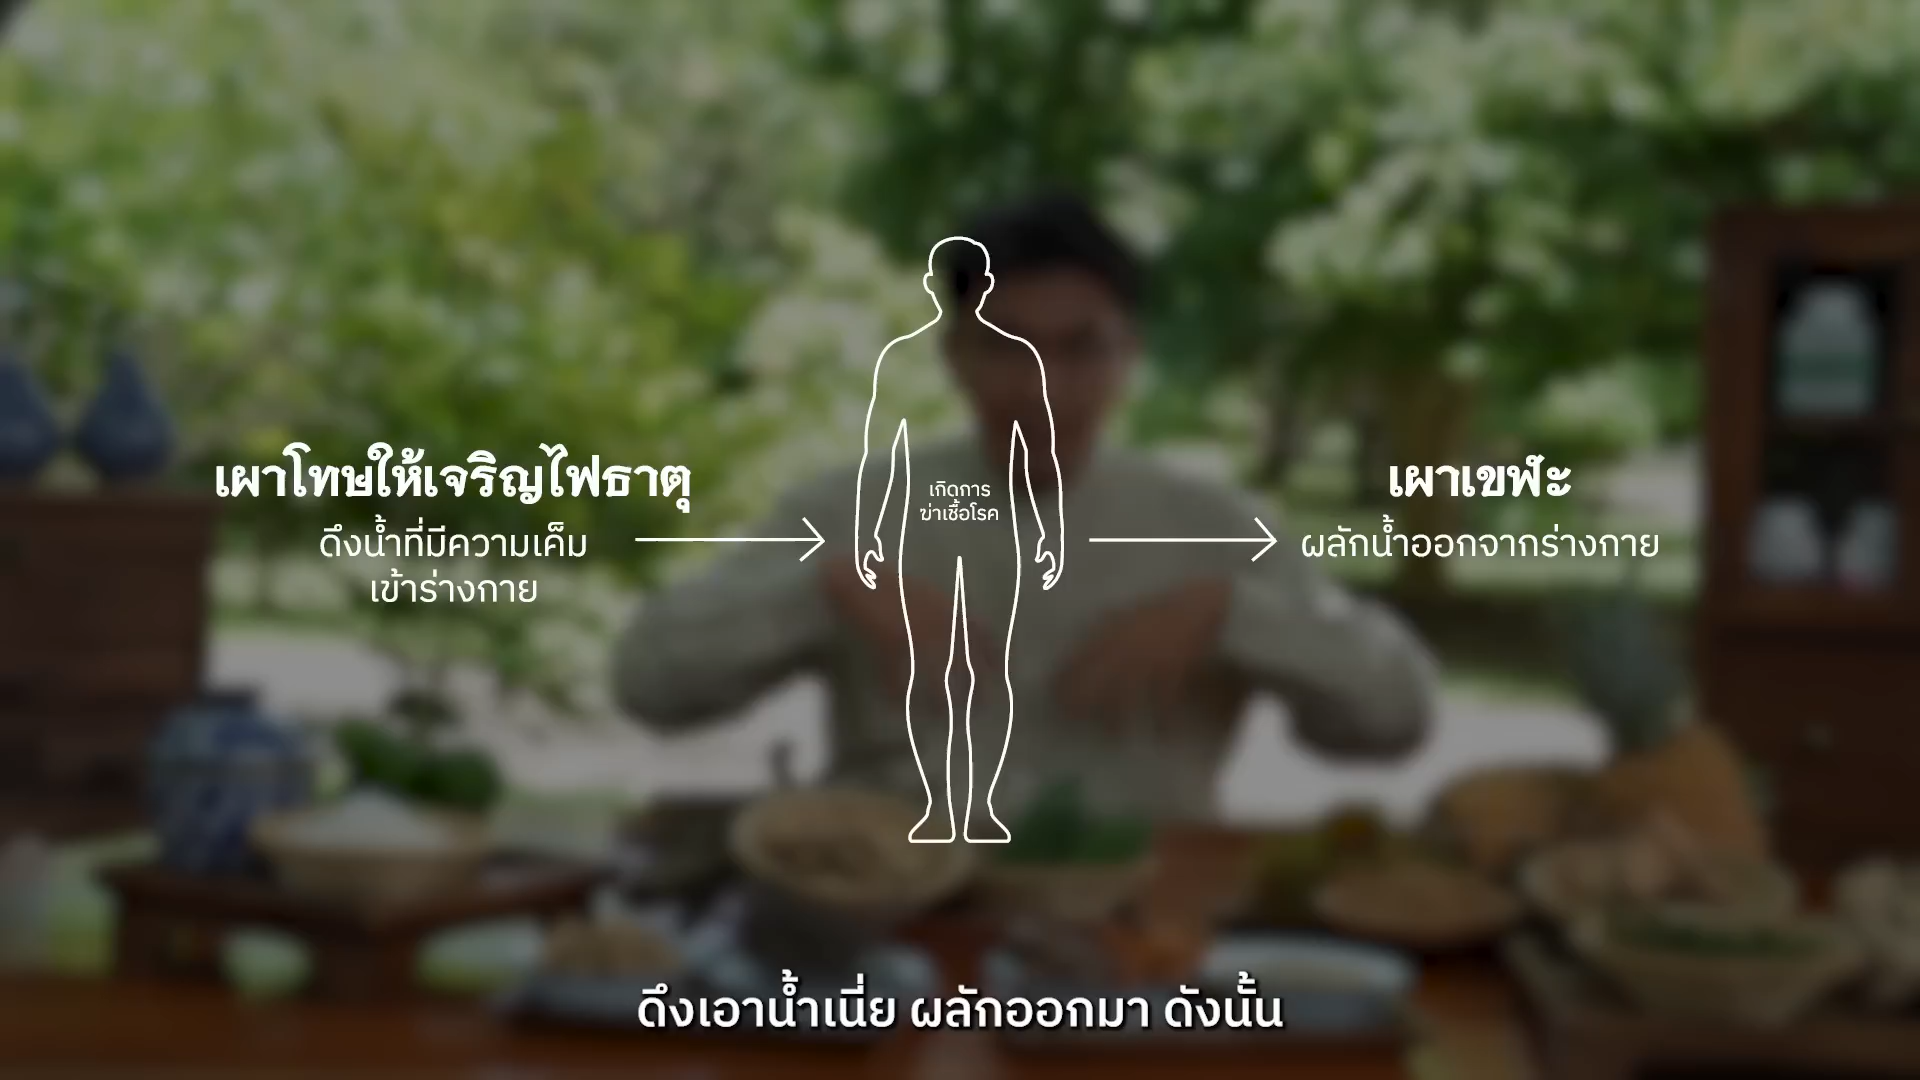 เผาโทษให้เจริญไฟธาตุ
ดึงน้ำที่มีความเค็ม
เข้าร่างกาย
เกิดการ
ฆ่าเชื้อโรค
เผาเขฬะ
ผลักน้ำออกจากร่างกาย
ดึงเอาน้ำเนี่ย ผลักออกมา ดังนั้น